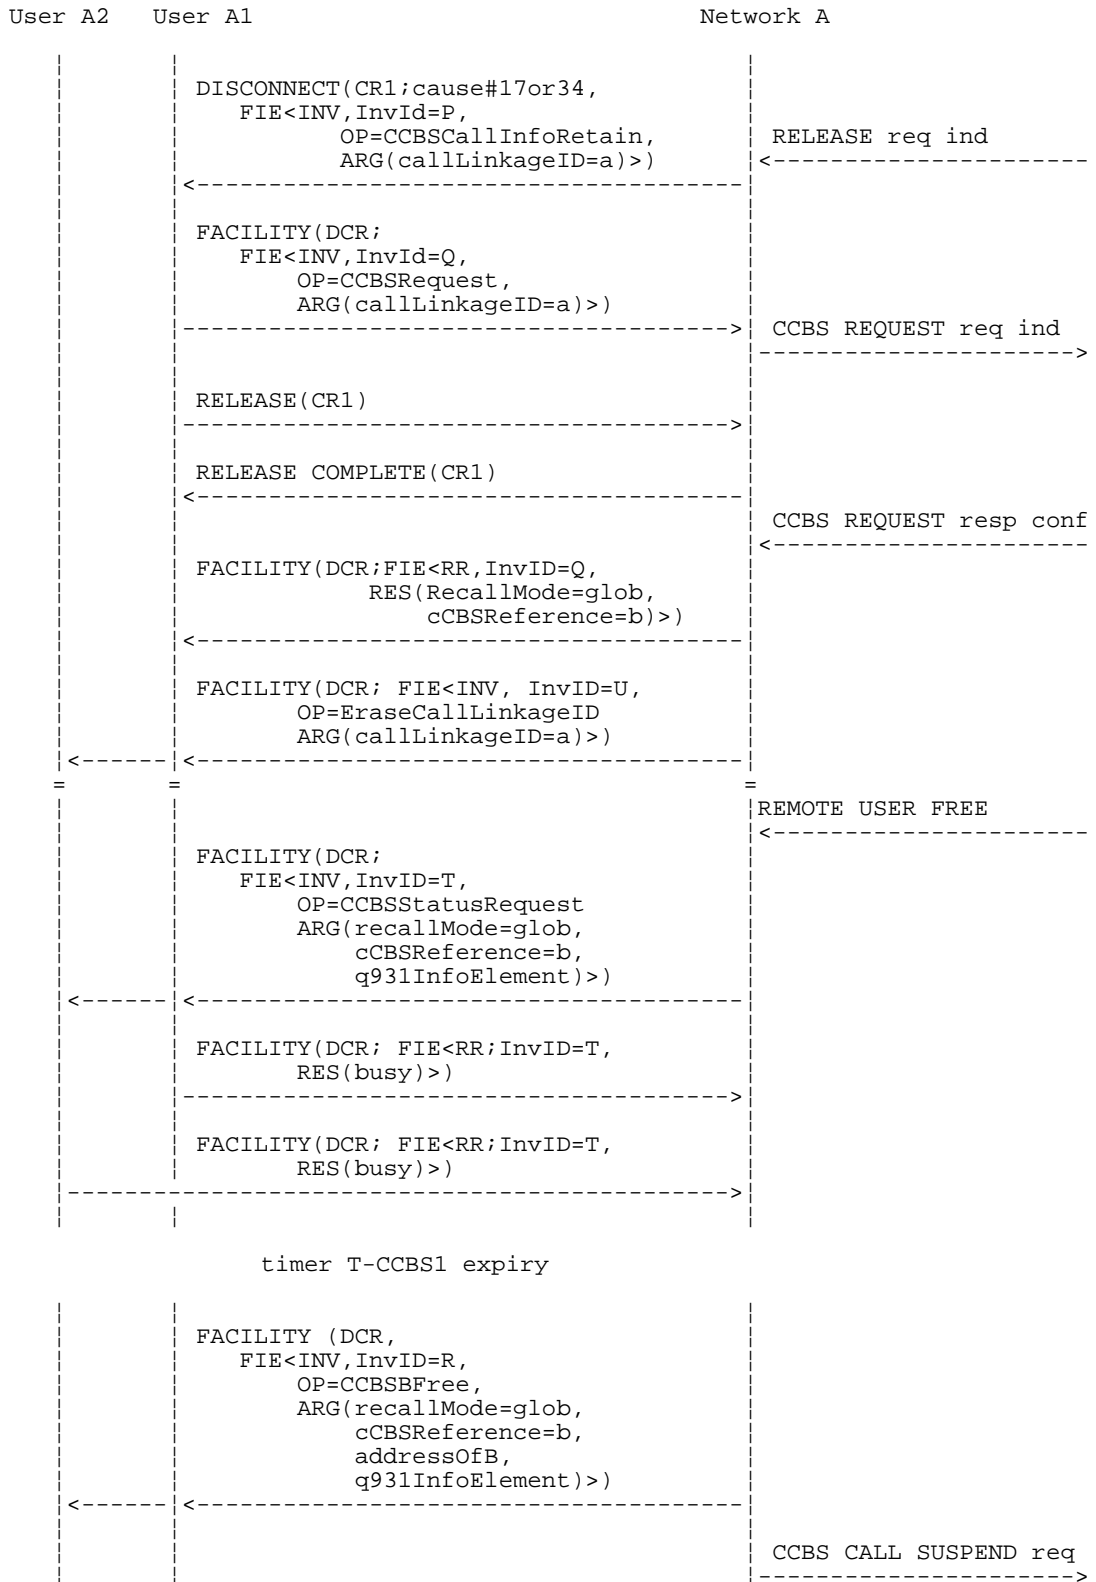 User A2 User A1 Network A
DISCONNECT(CR1;cause#17or34,
FIE<INV,InvId=P,
OP=CCBSCallInfoRetain, RELEASE req ind
ARG(callLinkageID=a)>)
FACILITY(DCR;
FIE<INV,InvId=Q,
OP=CCBSRequest,
ARG(callLinkageID=a)>)
CCBS REQUEST req ind
RELEASE(CR1)
RELEASE COMPLETE(CR1)
CCBS REQUEST resp conf
FACILITY(DCR;FIE<RR,InvID=Q,
RES(RecallMode=glob,
cCBSReference=b)>)
FACILITY(DCR; FIE<INV, InvID=U,
OP=EraseCallLinkageID
ARG(callLinkageID=a)>)
REMOTE USER FREE
FACILITY(DCR;
FIE<INV,InvID=T,
OP=CCBSStatusRequest
ARG(recallMode=glob,
cCBSReference=b,
q931InfoElement)>)
FACILITY(DCR; FIE<RR;InvID=T,
RES(busy)>)
FACILITY(DCR; FIE<RR;InvID=T,
RES(busy)>)
timer T-CCBS1 expiry
FACILITY (DCR,
FIE<INV,InvID=R,
OP=CCBSBFree,
ARG(recallMode=glob,
cCBSReference=b,
addressOfB,
q931InfoElement)>)
CCBS CALL SUSPEND req